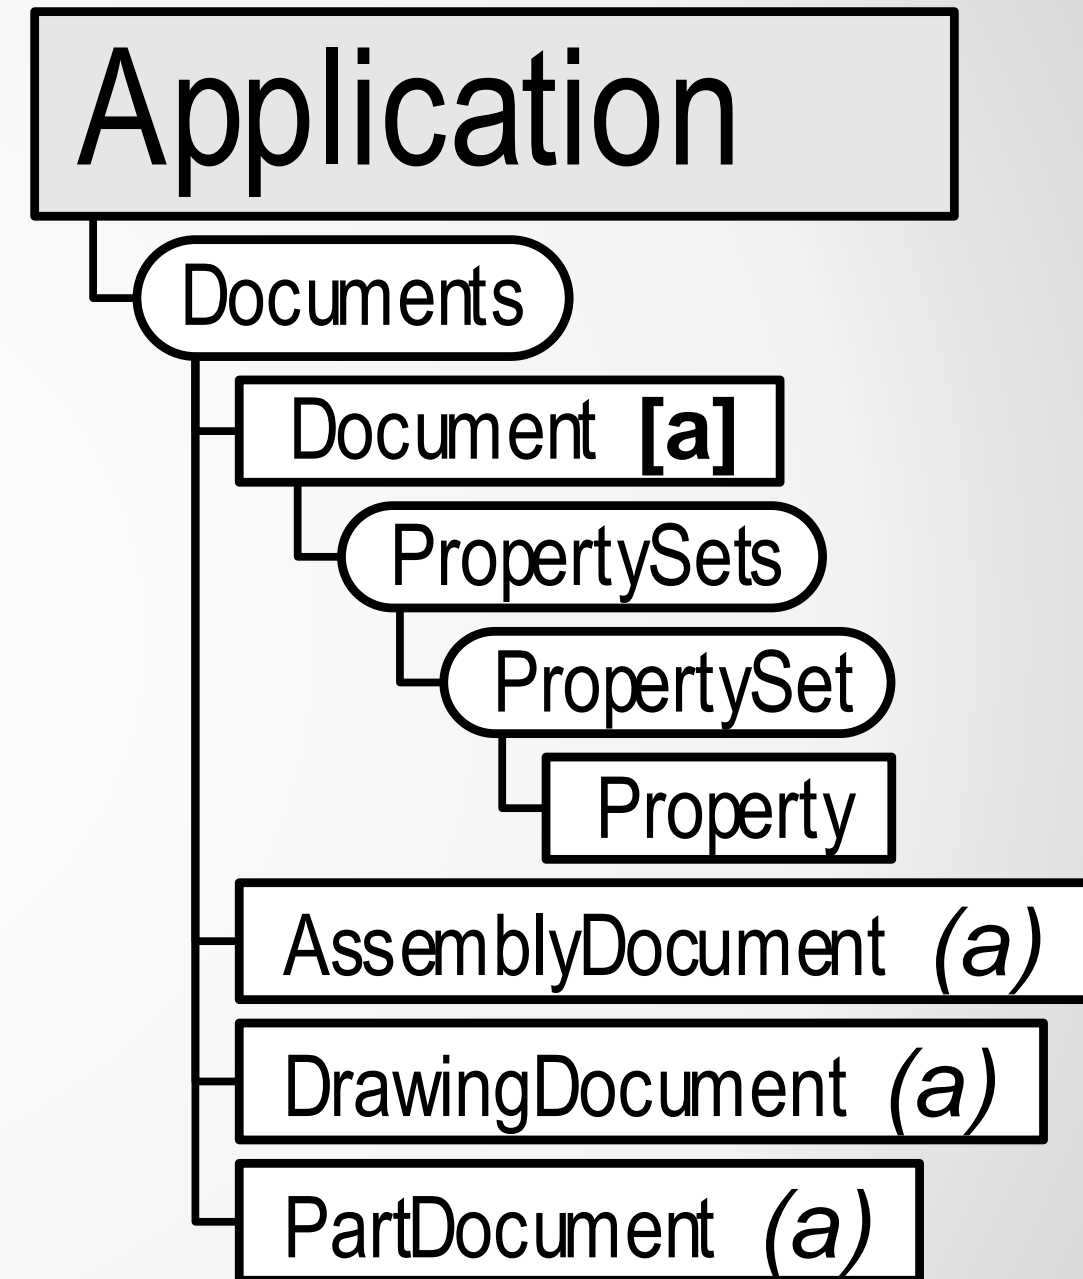 Application
Documents
Document [a]
PropertySets
PropertySet
Property
AssemblyDocument (a)
DrawingDocument (a)
PartDocument (a)